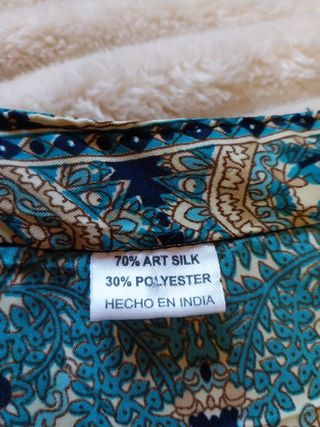 70% ART SILK
30% POLYESTER
HECHO EN INDIA